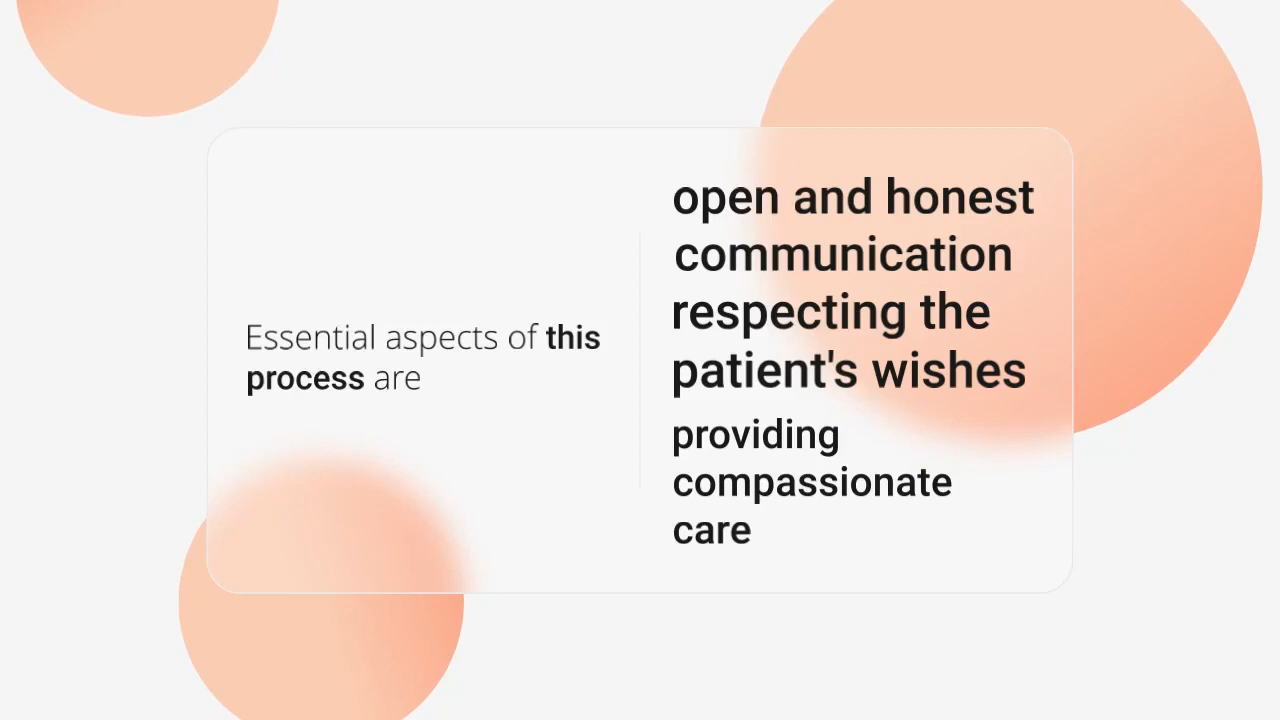 Essential aspects of this
process are
open and honest
communication
respecting the
patient's wishes
providing
compassionate
care